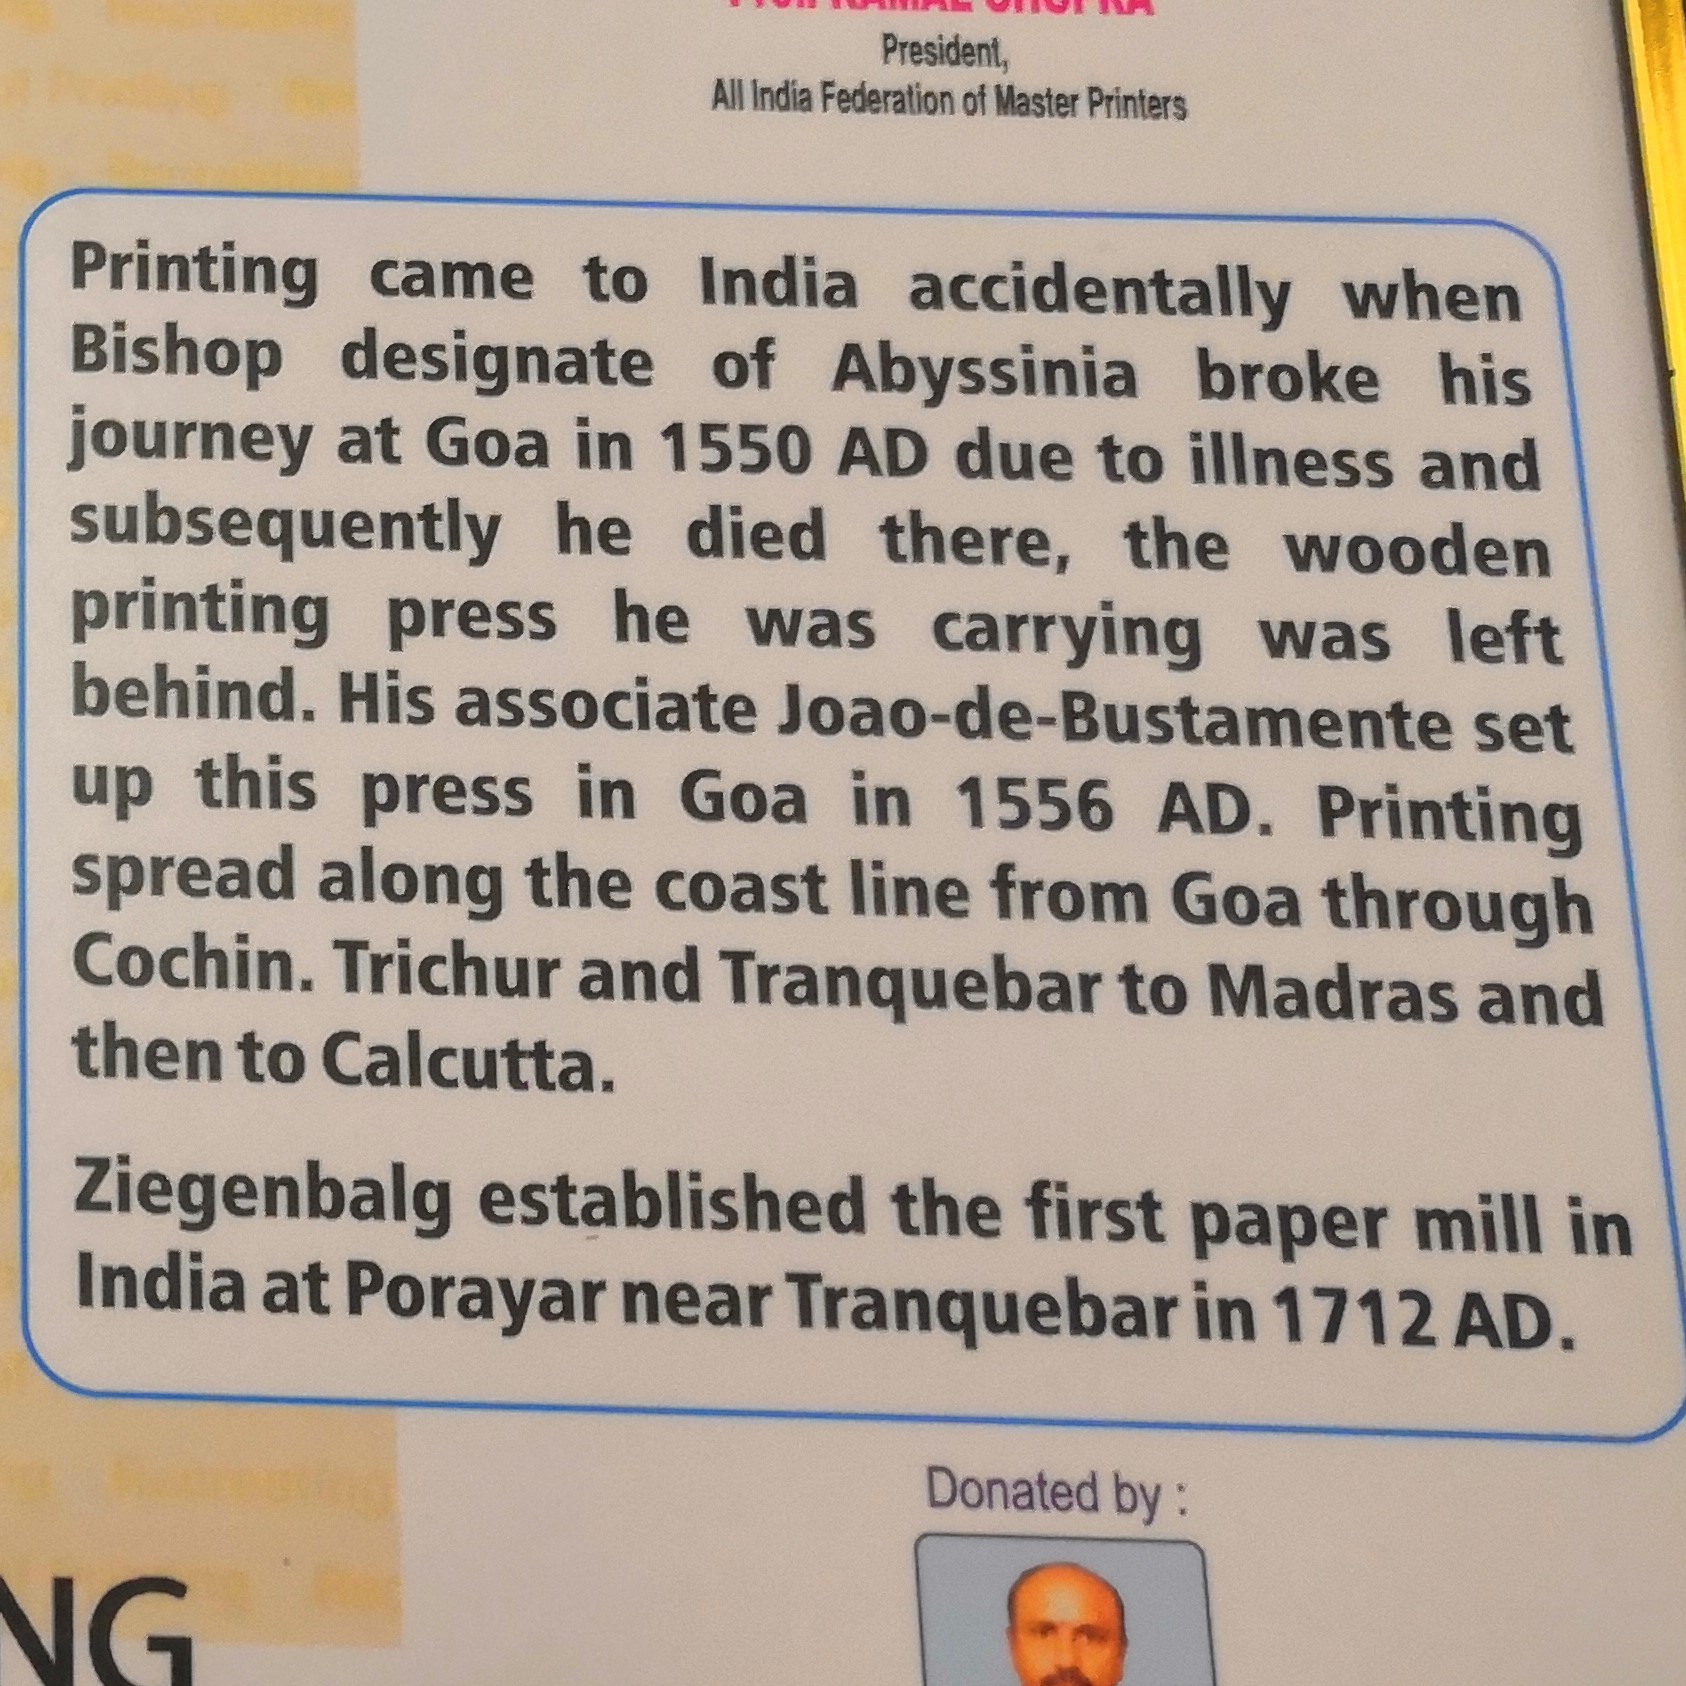 President,
All India Federation of Master Printers
Printing came to India accidentally when
Bishop designate of Abyssinia broke his
journey at Goa in 1550 AD due to illness and
subsequently he died there, the wooden
printing press he was carrying was left
behind. His associate Joao-de-Bustamente set
up this press in Goa in 1556 AD. Printing
spread along the coast line from Goa through
Cochin. Trichur and Tranquebar to Madras and
then to Calcutta.
Ziegenbalg established the first paper mill in
India at Porayar near Tranquebar in 1712 AD.
Donated by :
NG